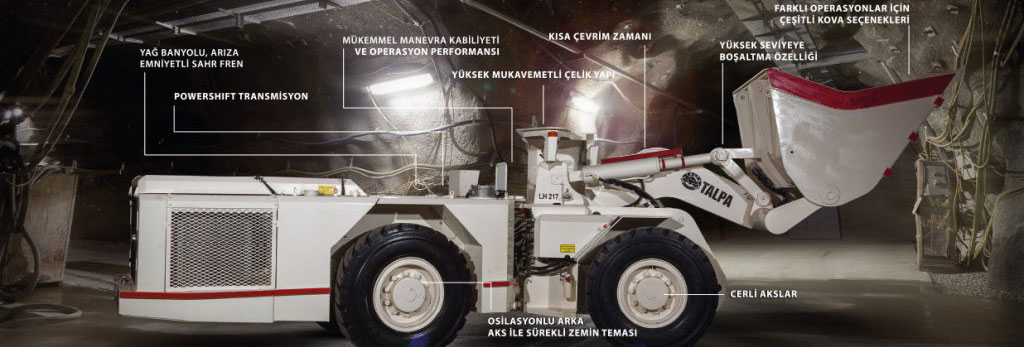 YAĞ BANYOLU, ARIZA
EMNİYETLİ SAHR FREN
POWERSHIFT TRANSMİSYON
MÜKEMMEL MANEVRA KABİLİYETİ
VE OPERASYON PERFORMANSI
YÜKSEK MUKAVEMETLİ ÇELİK YAPI
KISA ÇEVRİM ZAMANI
YÜKSEK SEVİYEYE
BOŞALTMA ÖZELLİĞİ
FARKLI OPERASYONLAR İÇİN
ÇEŞİTLİ KOVA SEÇENEKLERİ
LH 217
TALPA
CERLİ AKSLAR
OSİLASYONLU ARKA
AKS İLE SÜREKLİ ZEMİN TEMASI